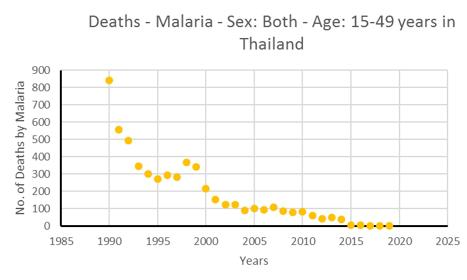 Deaths - Malaria - Sex: Both - Age: 15-49 years in
Thailand
No. of Deaths by Malaria
900
800
700
600
500
400
300
200
100
0
1985 1990 1995 2000 2005 2010 2015 2020 2025
Years